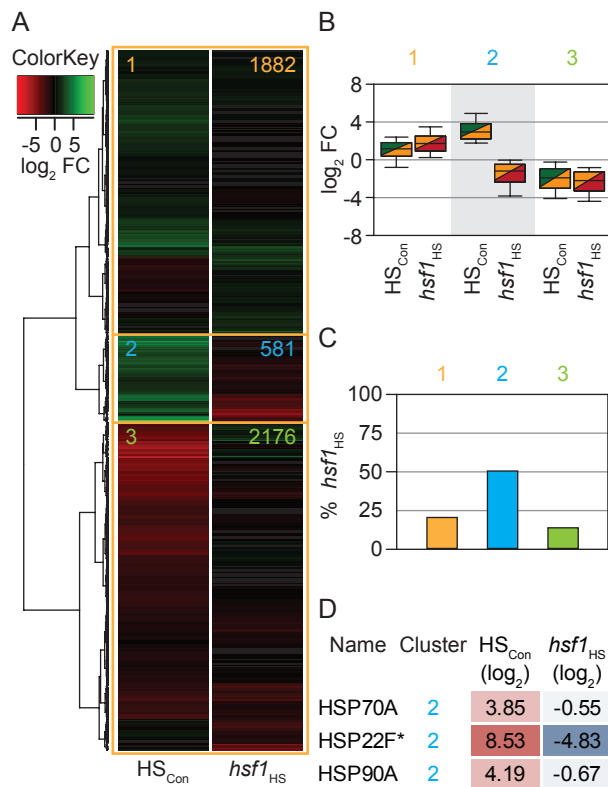 A
ColorKey
-5 0 5
log2 FC
1 1882
2 581
3 2176
HSCon hsf1HS
B
1 2 3
8
4
0
-4
-8
log2 FC
HSCon hsf1HS HSCon hsf1HS HSCon hsf1HS
C
1 2 3
100
75
50
25
0
% hsf1HS
D
Name Cluster HSCon hsf1HS
(log2) (log2)
HSP70A 2 3.85 -0.55
HSP22F* 2 8.53 -4.83
HSP90A 2 4.19 -0.67